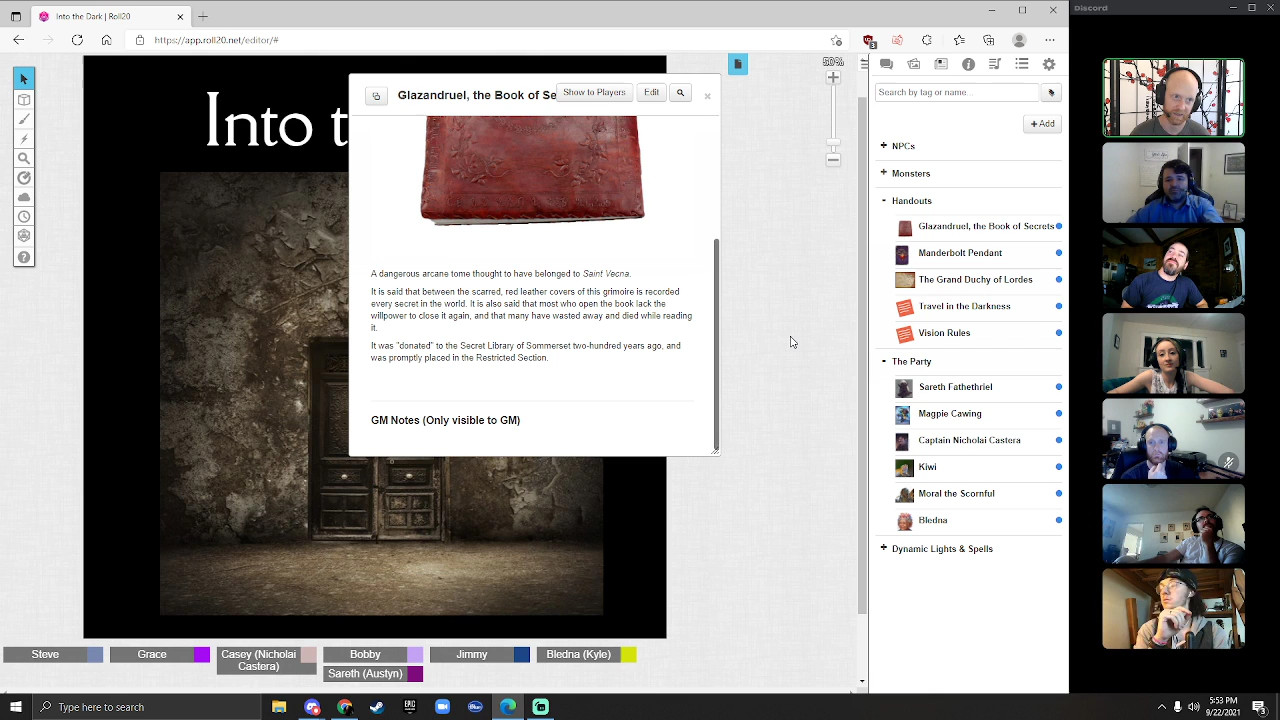 Into the Dark | Roll20
Discord
https://app.roll20.net/editor/#
3
50%
Into t
Glazandruel, the Book of Se
Show to Players
Edit
A dangerous arcane tome thought to have belonged to Saint Vecna.
It is said that between the scarred, red leather covers of this grimoire is recorded
every secret in the world. It is also said that most who open the book lack the
willpower to close it again, and that many have wasted away and died while reading
it.
It was "donated" to the Secret Library of Sommerset two-hundred years ago, and
was promptly placed in the Restricted Section.
GM Notes (Only visible to GM)
Search by tag or name...
+ Add
NPCs
Monsters
Handouts
Glazandruel, the Book of Secrets
Manderbolt Pendant
The Grand Duchy of Lordes
Travel in the Darkness
Vision Rules
The Party
Sareth Fathethriel
Magpie Cawing
Captain Nicholai Castera
Kiwi
Moral the Scornful
Bledna
Dynamic Lights & Spells
Steve
Grace
Casey (Nicholai
Castera)
Bobby
Jimmy
Bledna (Kyle)
Sareth (Austyn)
Type here to search
EPIC
5:53 PM
9/22/2021
3